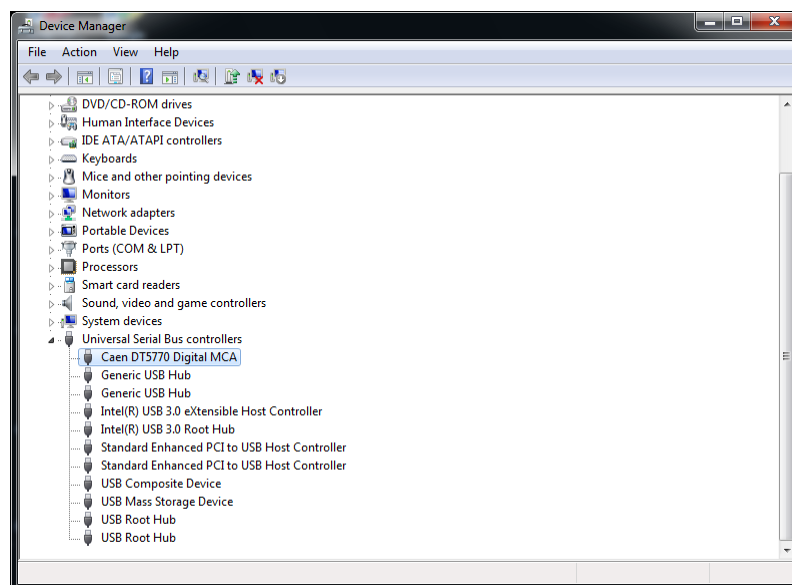 Device Manager
File Action View Help
DVD/CD-ROM drives
Human Interface Devices
IDE ATA/ATAPI controllers
Keyboards
Mice and other pointing devices
Monitors
Network adapters
Portable Devices
Ports (COM & LPT)
Processors
Smart card readers
Sound, video and game controllers
System devices
Universal Serial Bus controllers
Caen DT5770 Digital MCA
Generic USB Hub
Generic USB Hub
Intel(R) USB 3.0 eXtensible Host Controller
Intel(R) USB 3.0 Root Hub
Standard Enhanced PCI to USB Host Controller
Standard Enhanced PCI to USB Host Controller
USB Composite Device
USB Mass Storage Device
USB Root Hub
USB Root Hub